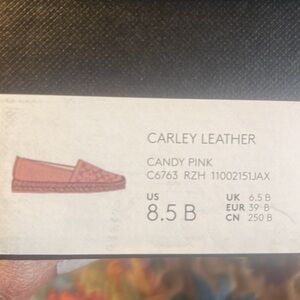 CARLEY LEATHER
CANDY PINK
C6763 RZH 11002151JAX
US
8.5 B
UK 6.5 B
EUR 39 B
CN 250 B